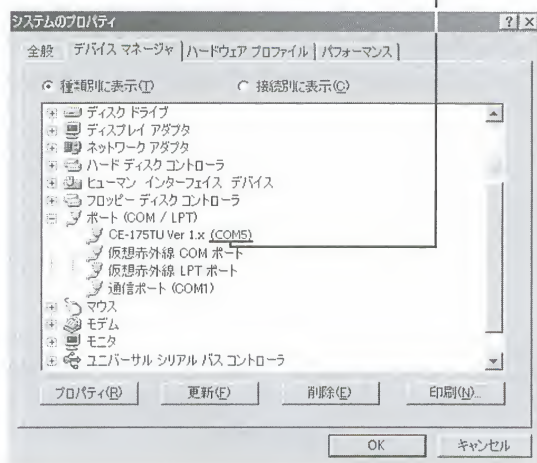 システムのプロパティ
? ×
全般 デバイス マネージャ ハードウェア プロファイル パフォーマンス
種類別に表示(T) 接続別に表示(C)
ディスク ドライブ
ディスプレイ アダプタ
ネットワーク アダプタ
ハード ディスク コントローラ
ヒューマン インターフェイス デバイス
フロッピー ディスク コントローラ
ポート (COM / LPT)
CE-175TU Ver 1.x (COM5)
仮想赤外線 COM ポート
仮想赤外線 LPT ポート
通信ポート (COM1)
マウス
モデム
モニタ
ユニバーサル シリアル バス コントローラ
プロパティ(R) 更新(F) 削除(E) 印刷(N)...
OK キャンセル